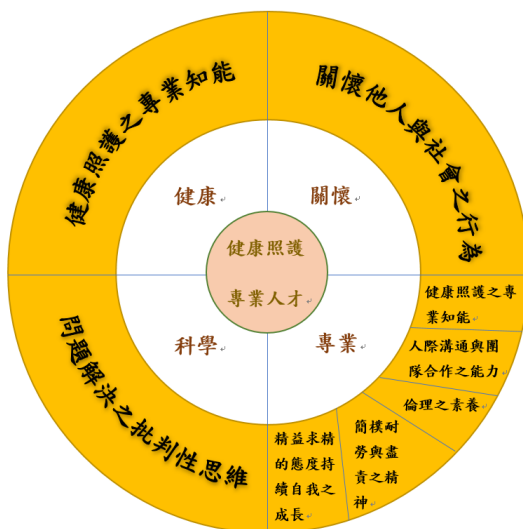 健康照護之專業知能
關懷他人與社會之行為
健康
關懷
健康照護
專業人才
科學
專業
健康照護之專
業知能
人際溝通與團
隊合作之能力
倫理之素養
簡樸耐
勞與盡
責之精
神
精益求精
的態度持
續自我之
成長
問題解決之批判性思維